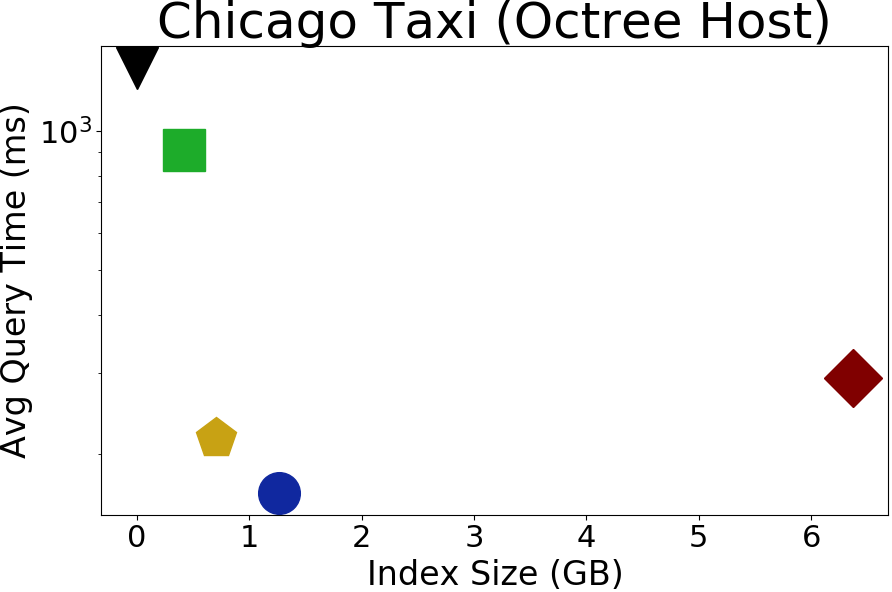 Chicago Taxi (Octree Host)
Avg Query Time (ms)
10³
0 1 2 3 4 5 6
Index Size (GB)